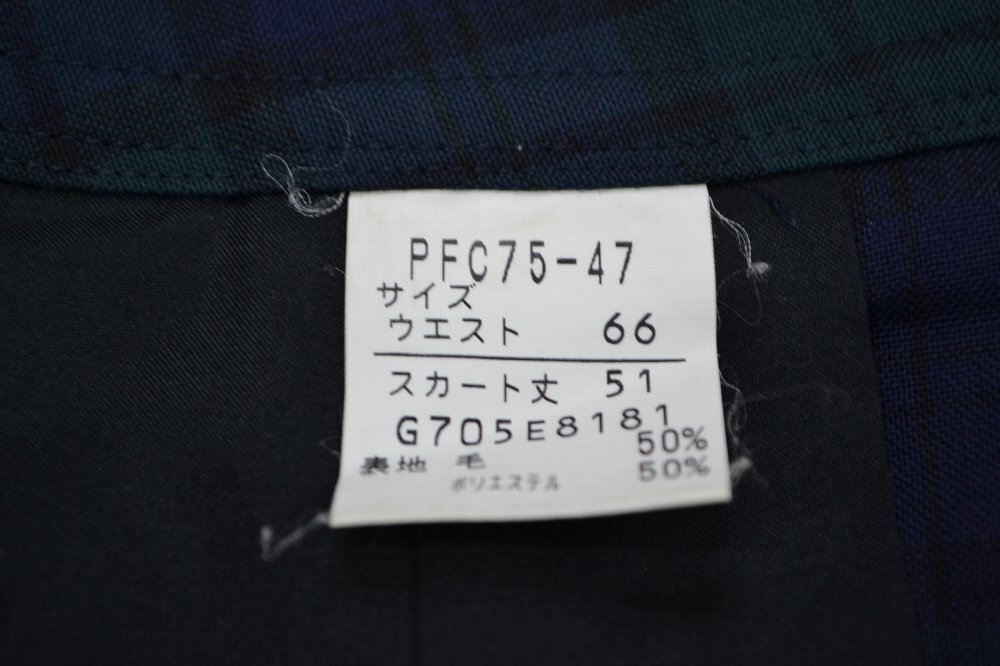 PFC75-47
サイズ
ウエスト 66
スカート丈 51
G705E8181
表地 毛 50%
ポリエステル 50%